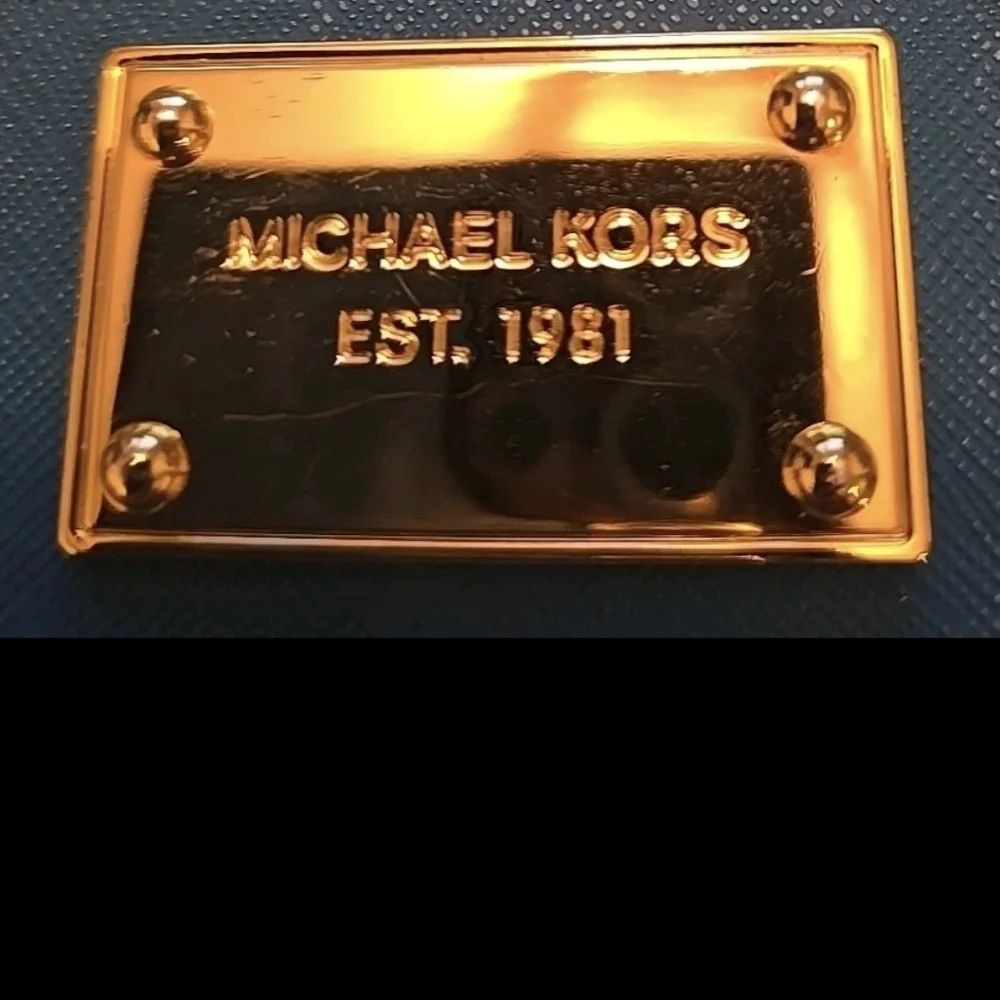 MICHAEL KORS
EST. 1981